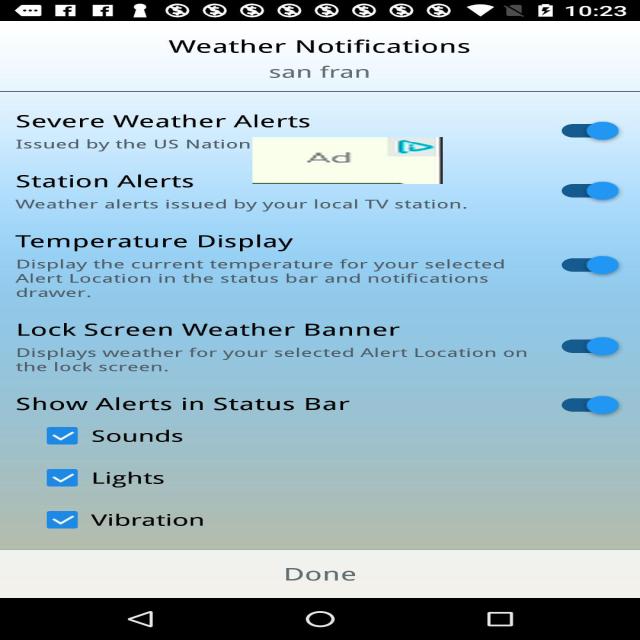 10:23
Weather Notifications
san fran
Severe Weather Alerts
Issued by the US Nation
Ad
Station Alerts
Weather alerts issued by your local TV station.
Temperature Display
Display the current temperature for your selected
Alert Location in the status bar and notifications
drawer.
Lock Screen Weather Banner
Displays weather for your selected Alert Location on
the lock screen.
Show Alerts in Status Bar
Sounds
Lights
Vibration
Done